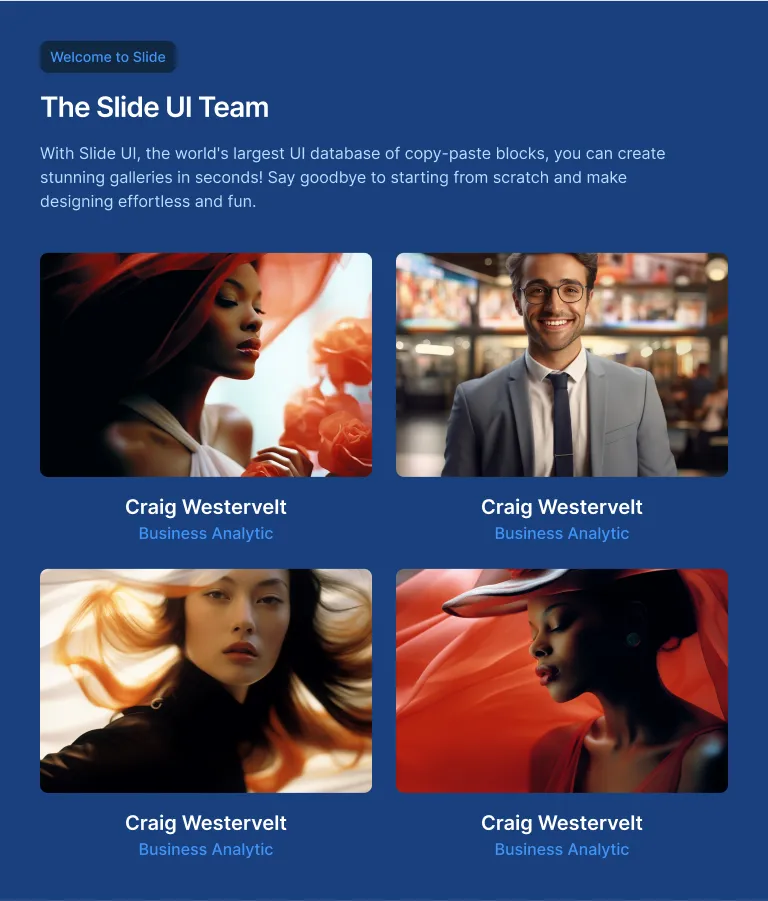 Welcome to Slide
The Slide UI Team
With Slide UI, the world's largest UI database of copy-paste blocks, you can create
stunning galleries in seconds! Say goodbye to starting from scratch and make
designing effortless and fun.
Craig Westervelt
Business Analytic
Craig Westervelt
Business Analytic
Craig Westervelt
Business Analytic
Craig Westervelt
Business Analytic